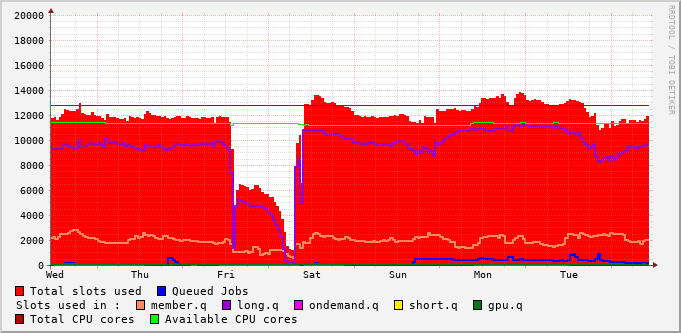 20000
18000
16000
14000
12000
10000
8000
6000
4000
2000
0
Wed Thu Fri Sat Sun Mon Tue
Total slots used Queued Jobs
Slots used in : member.q long.q ondemand.q short.q gpu.q
Total CPU cores Available CPU cores
RRDTOOL / TOBI OETIKER